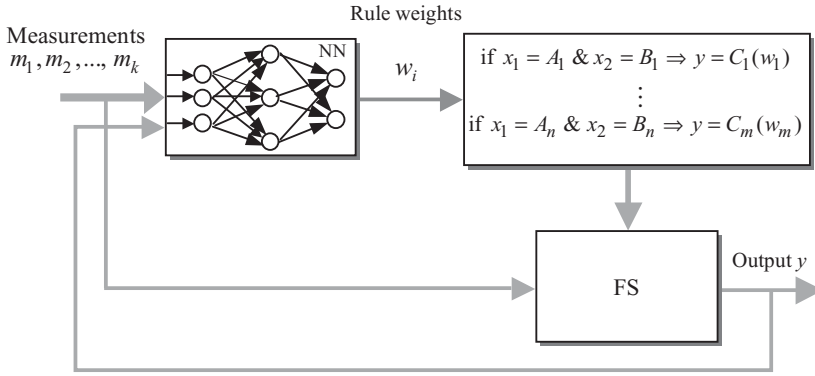 Rule weights
Measurements
m₁, m₂, ..., mₖ
NN
wᵢ
if x₁ = A₁ & x₂ = B₁ ⇒ y = C₁(w₁)
⋮
if x₁ = Aₙ & x₂ = Bₙ ⇒ y = Cₘ(wₘ)
FS
Output y